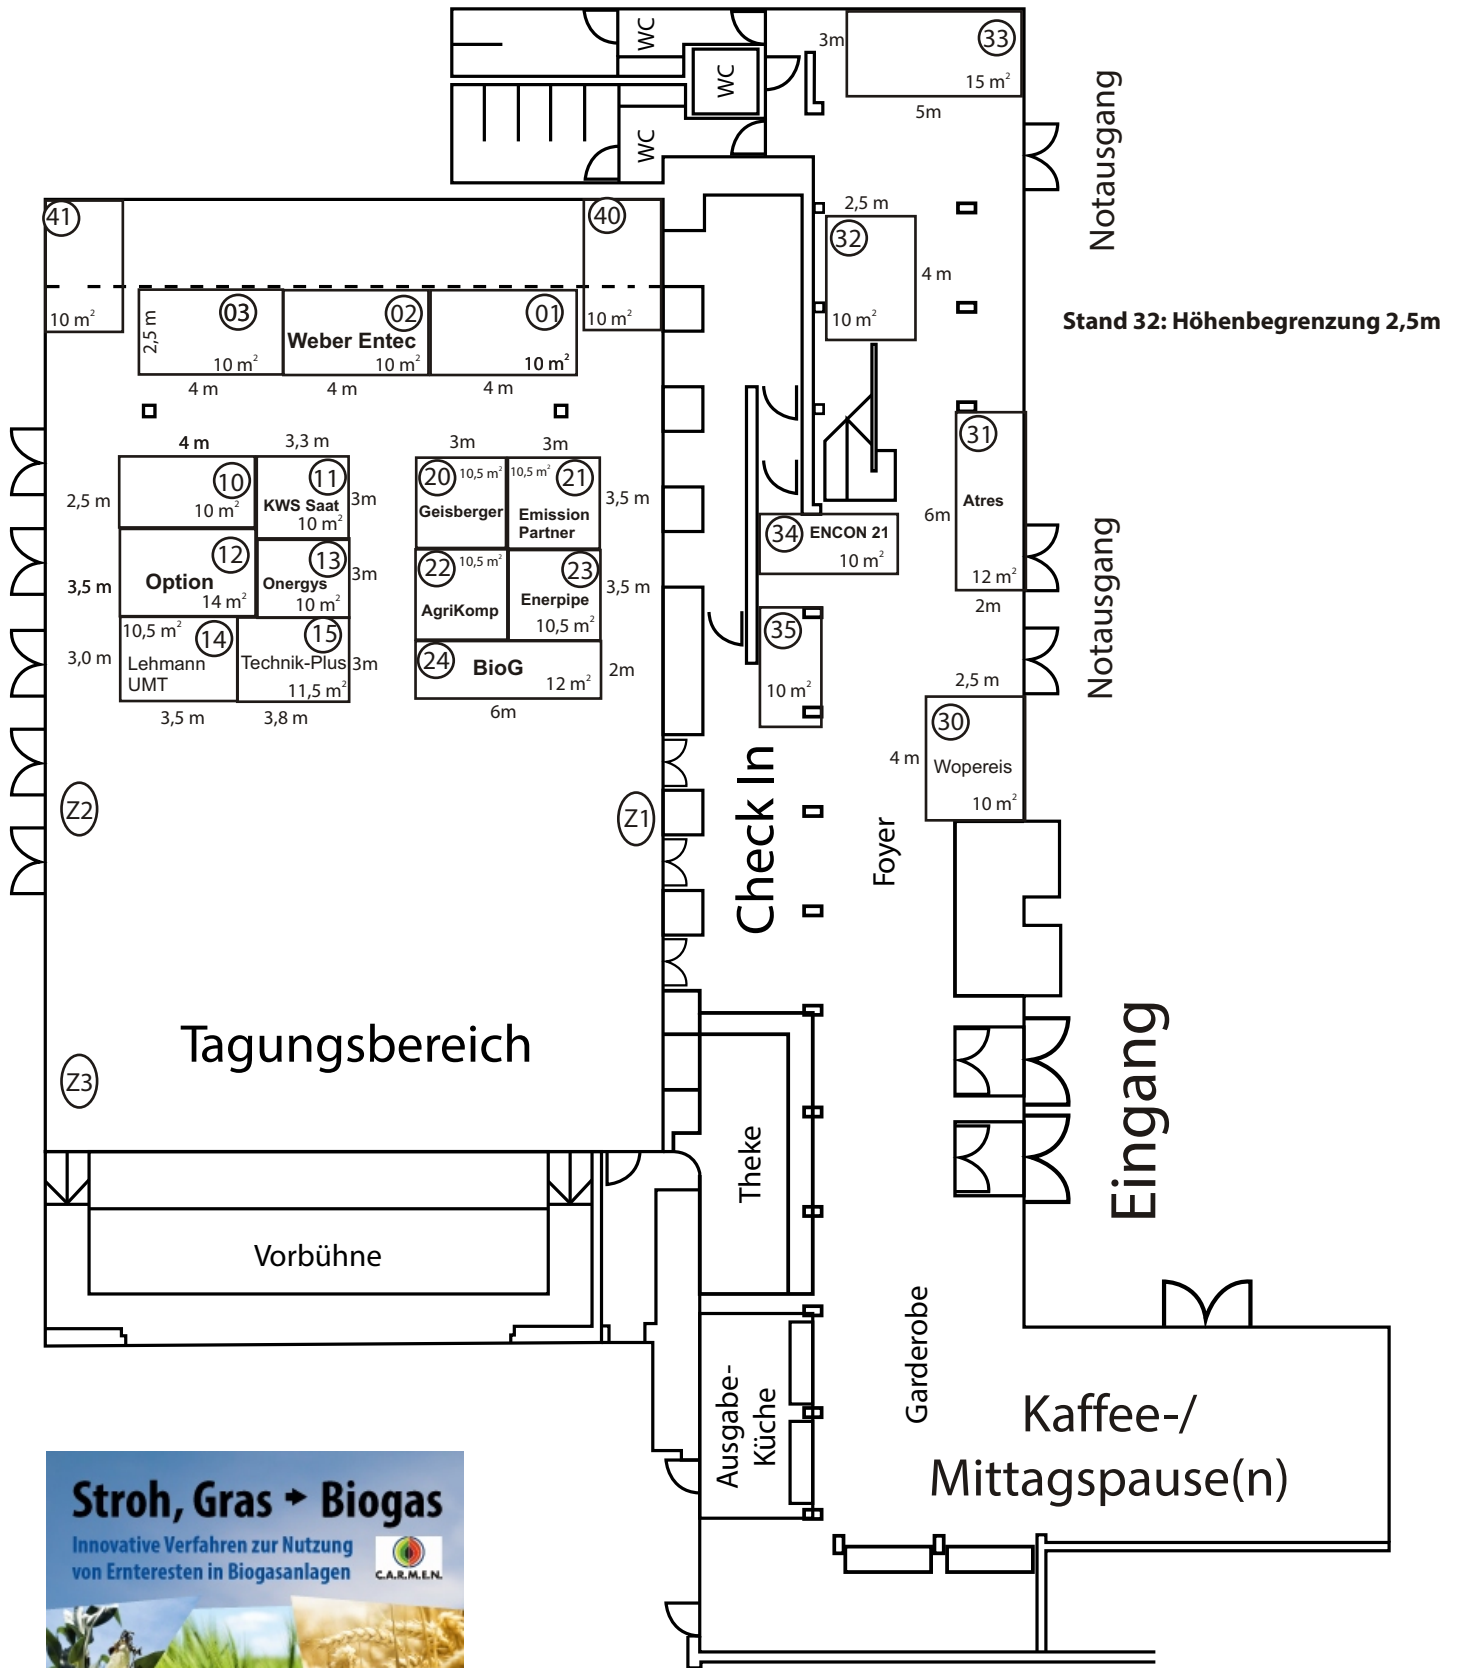 WC
WC
WC
3m
33
15 m²
5m
Notausgang
41
10 m²
40
10 m²
2,5 m
32
4 m
10 m²
Stand 32: Höhenbegrenzung 2,5m
2,5 m
03
10 m²
4 m
02
Weber Entec
10 m²
4 m
01
10 m²
4 m
4 m
3,3 m
2,5 m
10
10 m²
11
KWS Saat
10 m²
3m
3,5 m
12
Option
14 m²
13
Onergys
10 m²
3m
3,0 m
10,5 m²
14
Lehmann
UMT
3,5 m
15
Technik-Plus
11,5 m²
3m
3,8 m
3m
3m
20
10,5 m²
Geisberger
10,5 m²
21
Emission
Partner
3,5 m
22
10,5 m²
AgriKomp
23
Enerpipe
10,5 m²
3,5 m
24
BioG
12 m²
2m
6m
34
ENCON 21
10 m²
35
10 m²
31
Atres
6m
12 m²
2m
Notausgang
2,5 m
30
4 m
Wopereis
10 m²
Z2
Z1
Check In
Foyer
Tagungsbereich
Z3
Eingang
Theke
Vorbühne
Garderobe
Ausgabe-
Küche
Kaffee-/
Mittagspause(n)
Stroh, Gras ➝ Biogas
Innovative Verfahren zur Nutzung
von Ernteresten in Biogasanlagen
C.A.R.M.E.N.